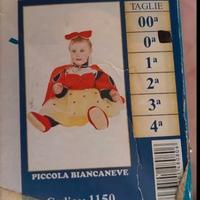 TAGLIE
00ª
0ª
1ª
2ª
3ª
4ª
PICCOLA BIANCANEVE
Codice: 1150